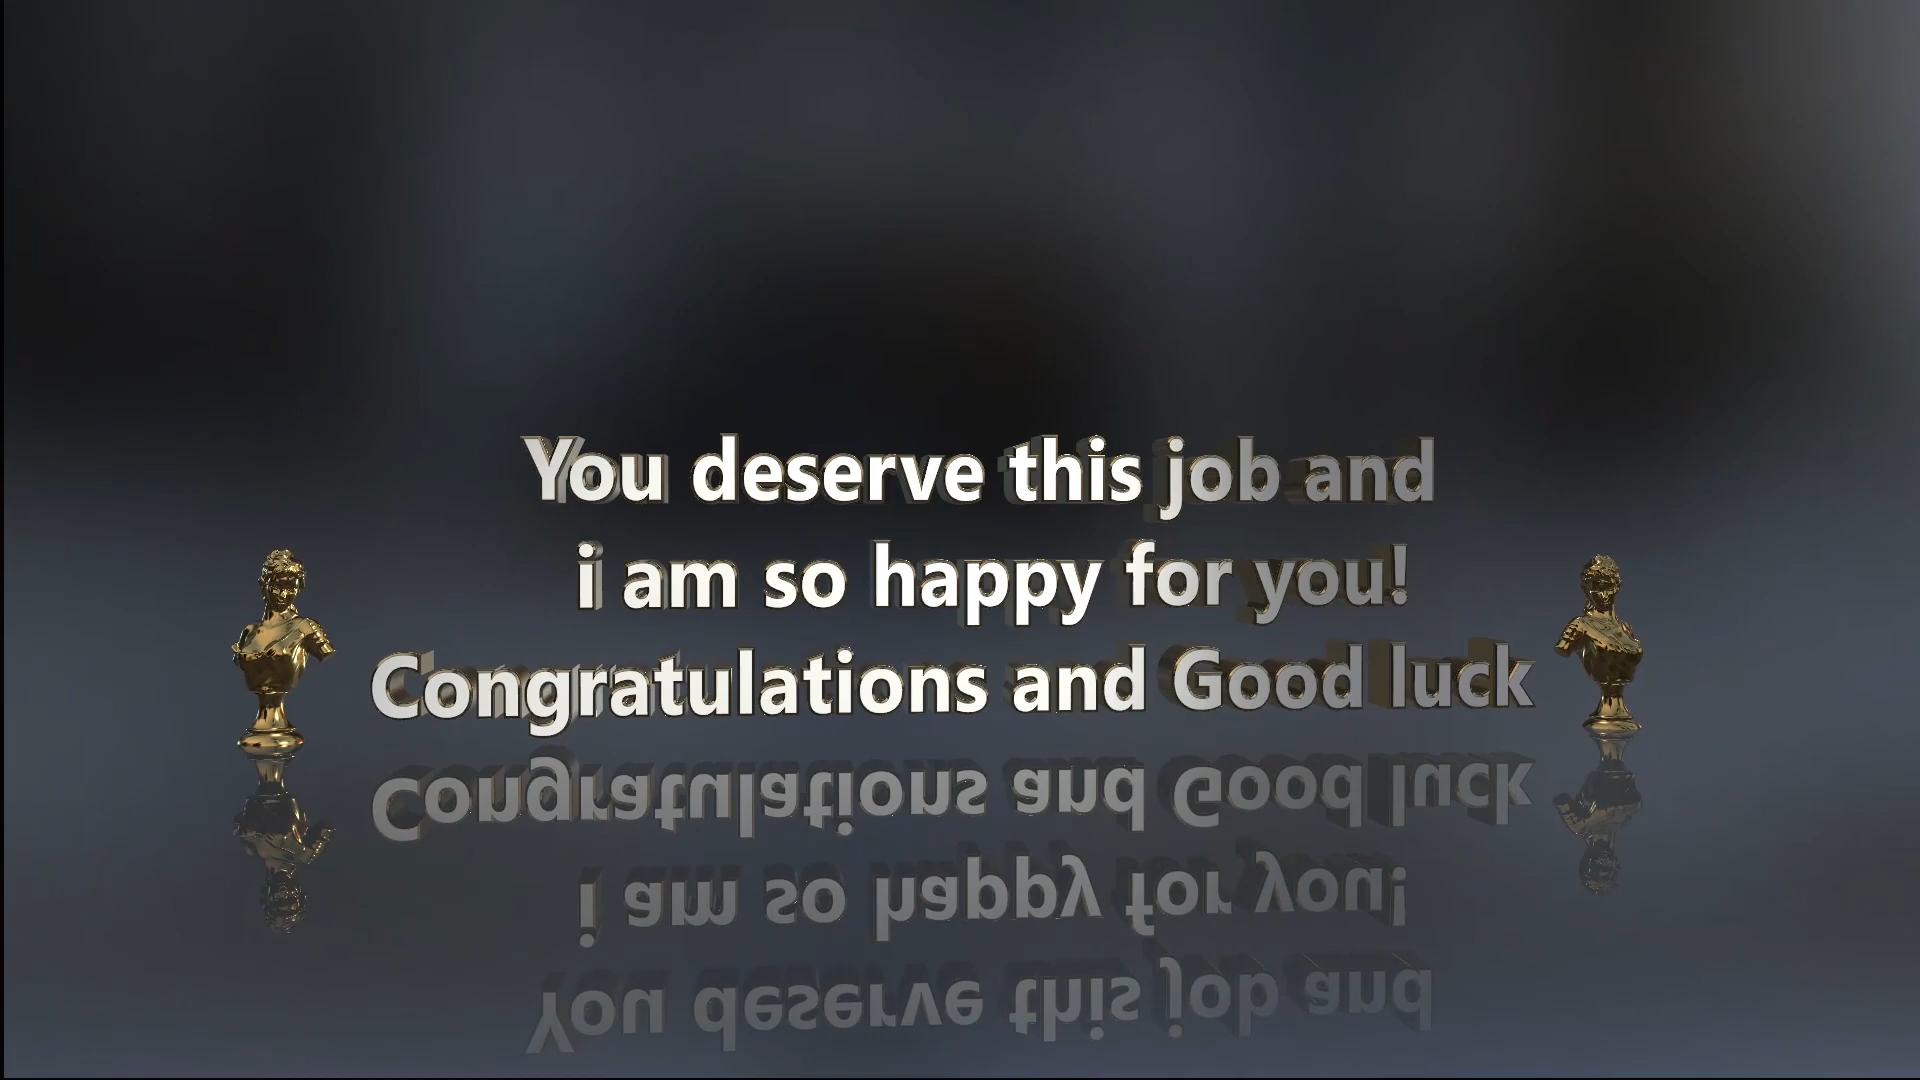 You deserve this job and
i am so happy for you!
Congratulations and Good luck